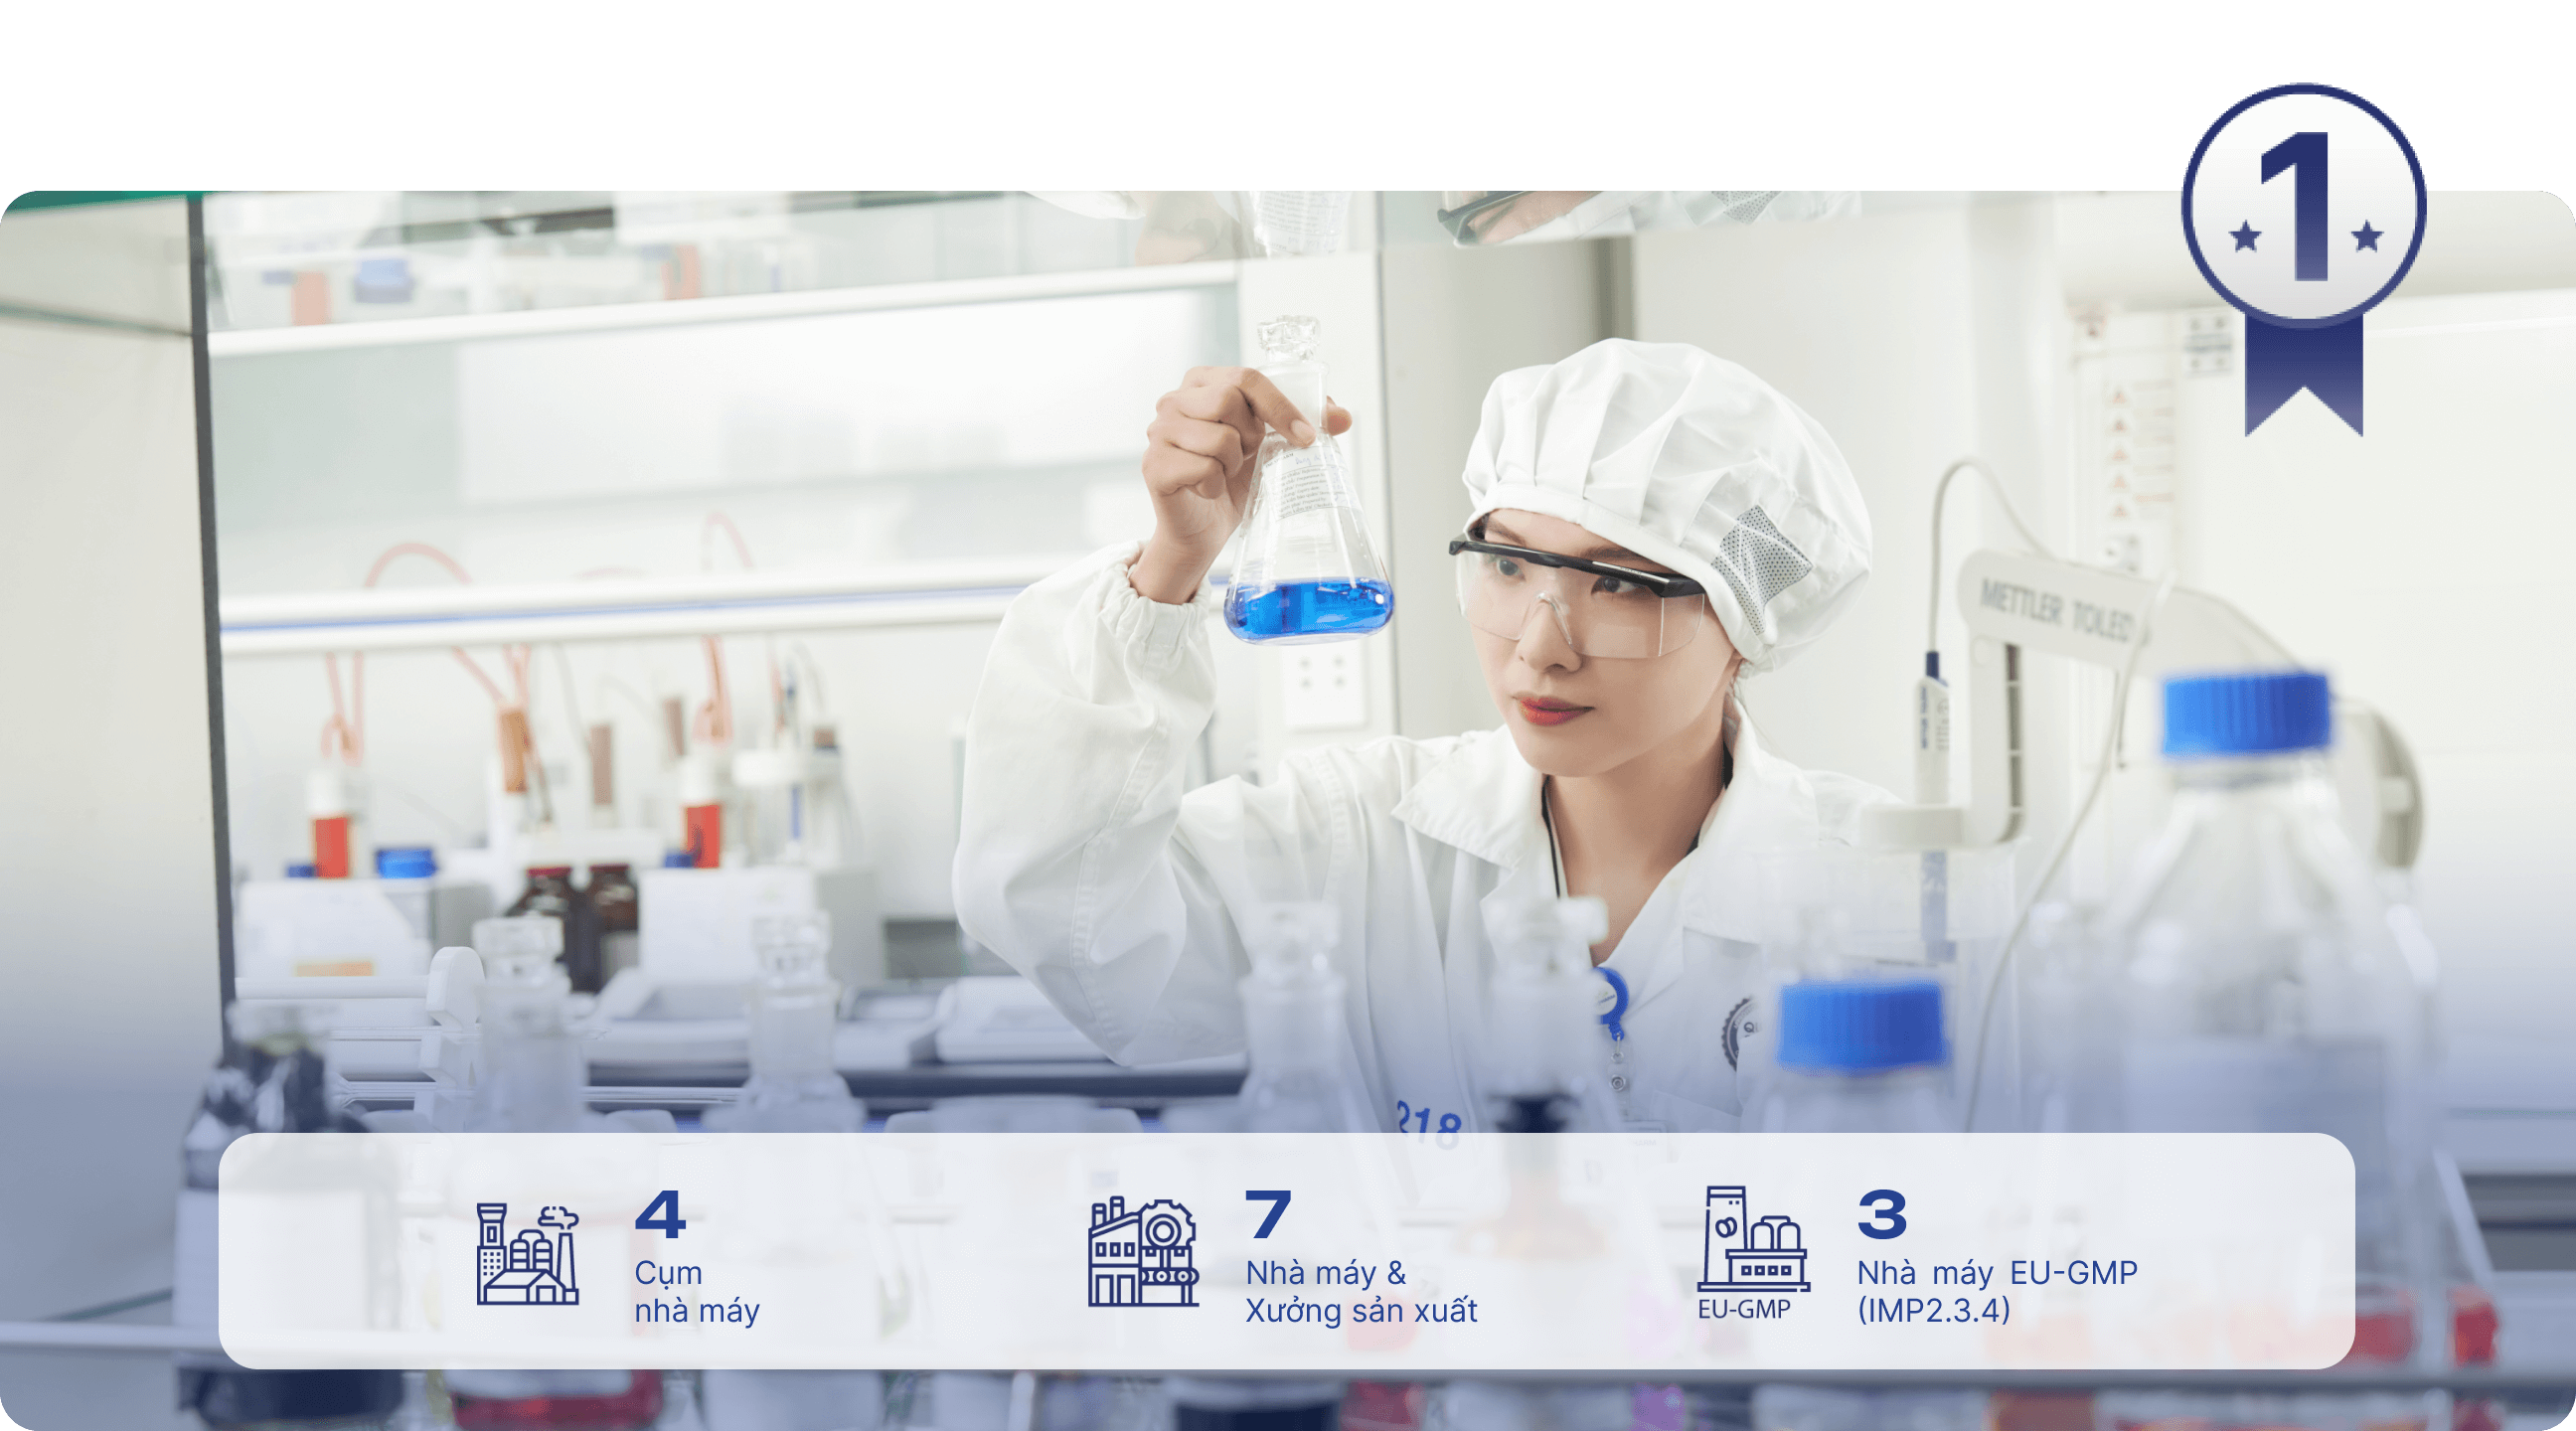 1
METTLER TOLED
218
4
Cụm
nhà máy
7
Nhà máy &
Xưởng sản xuất
EU-GMP
3
Nhà máy EU-GMP
(IMP2.3.4)